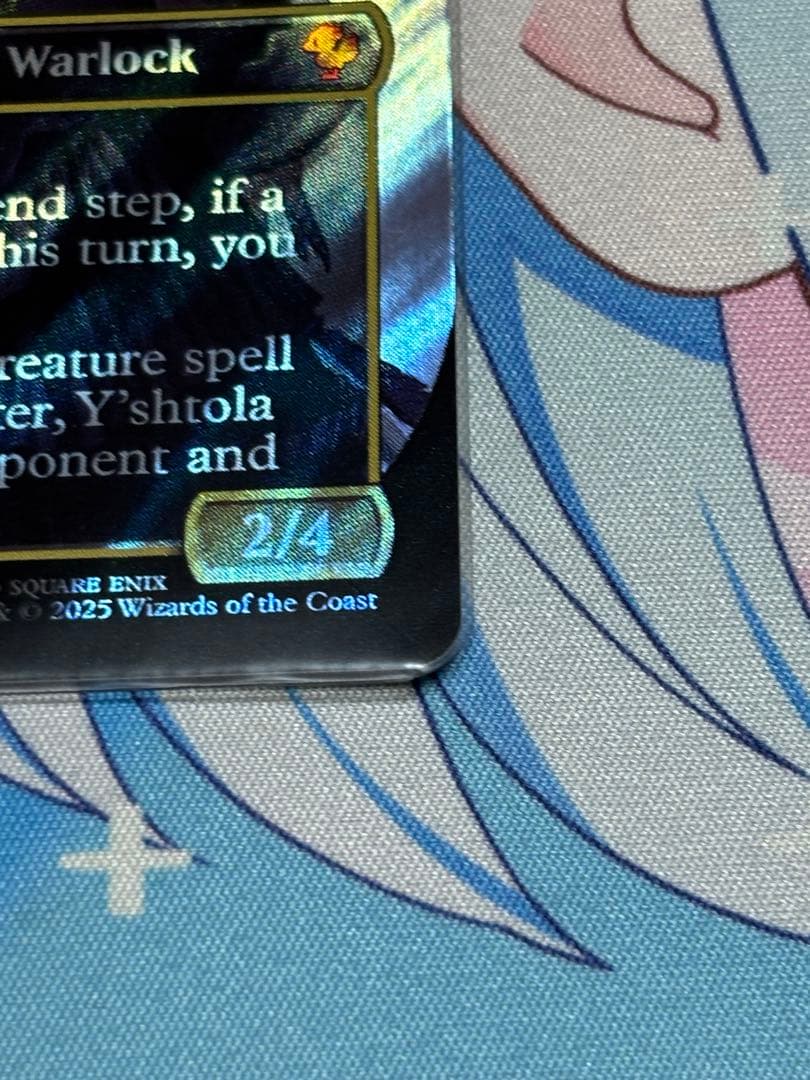 Warlock
end step, if a
his turn, you
reature spell
er, Y'shtola
ponent and
2/4
SQUARE ENIX
& © 2025 Wizards of the Coast